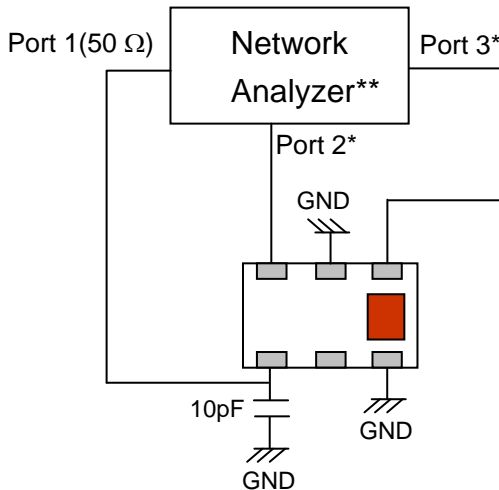 Port 1(50 Ω)
Network
Analyzer**
Port 3*
Port 2*
GND
10pF
GND
GND